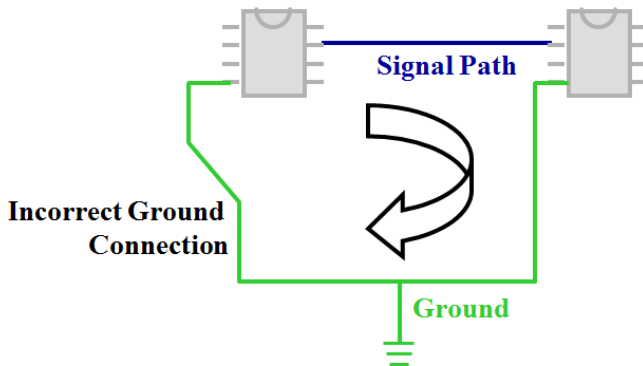 Signal Path
Incorrect Ground
Connection
Ground